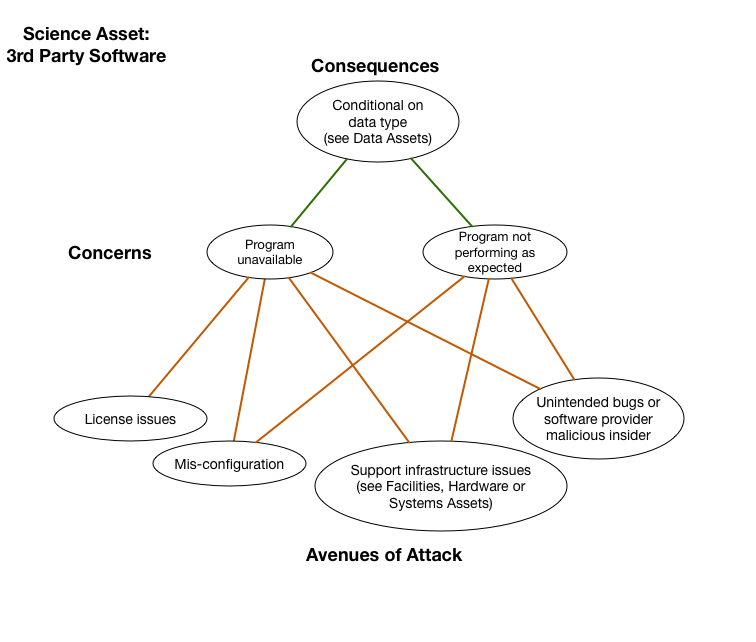 Science Asset:
3rd Party Software
Consequences
Conditional on
data type
(see Data Assets)
Concerns
Program
unavailable
Program not
performing as
expected
License issues
Mis-configuration
Support infrastructure issues
(see Facilities, Hardware or
Systems Assets)
Unintended bugs or
software provider
malicious insider
Avenues of Attack